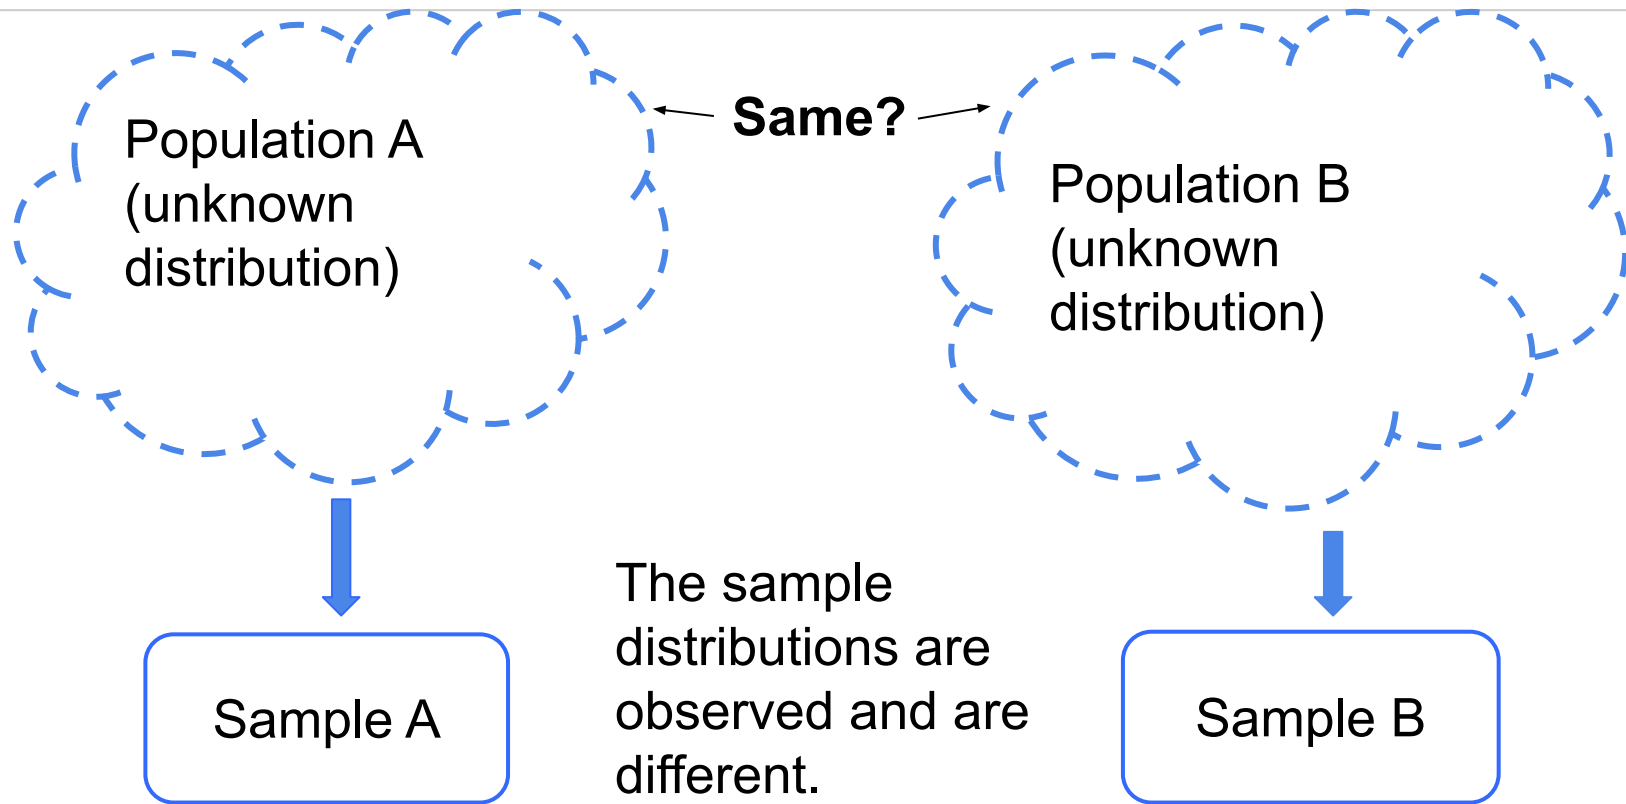 Population A
(unknown
distribution)
Same?
Population B
(unknown
distribution)
Sample A
The sample
distributions are
observed and are
different.
Sample B